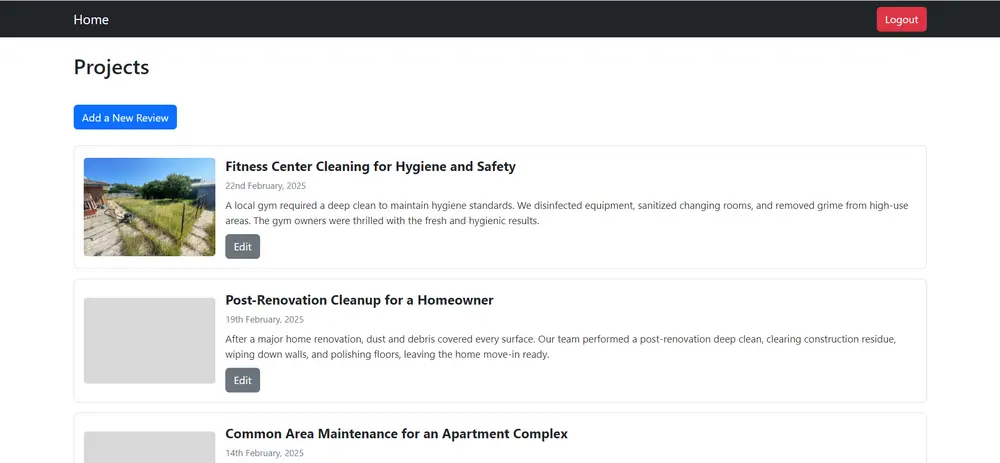 Home
Logout
Projects
Add a New Review
Fitness Center Cleaning for Hygiene and Safety
22nd February, 2025
A local gym required a deep clean to maintain hygiene standards. We disinfected equipment, sanitized changing rooms, and removed grime from high-use
areas. The gym owners were thrilled with the fresh and hygienic results.
Edit
Post-Renovation Cleanup for a Homeowner
19th February, 2025
After a major home renovation, dust and debris covered every surface. Our team performed a post-renovation deep clean, clearing construction residue,
wiping down walls, and polishing floors, leaving the home move-in ready.
Edit
Common Area Maintenance for an Apartment Complex
14th February, 2025